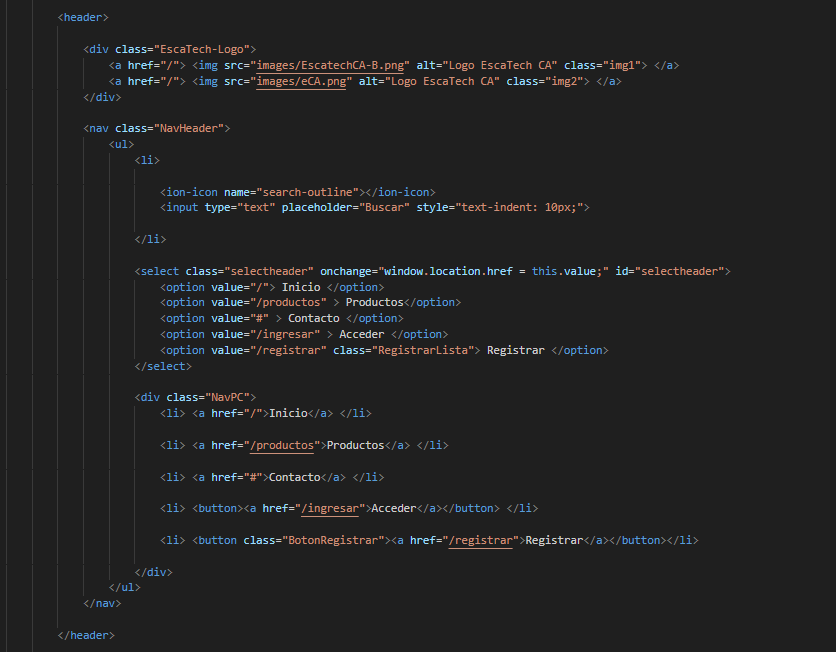 <header>
<div class="EscaTech-Logo">
<a href="/"> <img src="images/EscatechCA-B.png" alt="Logo EscaTech CA" class="img1"> </a>
<a href="/"> <img src="images/eCA.png" alt="Logo EscaTech CA" class="img2"> </a>
</div>
<nav class="NavHeader">
<ul>
<li>
<ion-icon name="search-outline"></ion-icon>
<input type="text" placeholder="Buscar" style="text-indent: 10px;">
</li>
<select class="selectheader" onchange="window.location.href = this.value;" id="selectheader">
<option value="/"> Inicio </option>
<option value="/productos" > Productos</option>
<option value="#" > Contacto </option>
<option value="/ingresar" > Acceder </option>
<option value="/registrar" class="RegistrarLista"> Registrar </option>
</select>
<div class="NavPC">
<li> <a href="/">Inicio</a> </li>
<li> <a href="/productos">Productos</a> </li>
<li> <a href="#">Contacto</a> </li>
<li> <button><a href="/ingresar">Acceder</a></button> </li>
<li> <button class="BotonRegistrar"><a href="/registrar">Registrar</a></button></li>
</div>
</ul>
</nav>
</header>